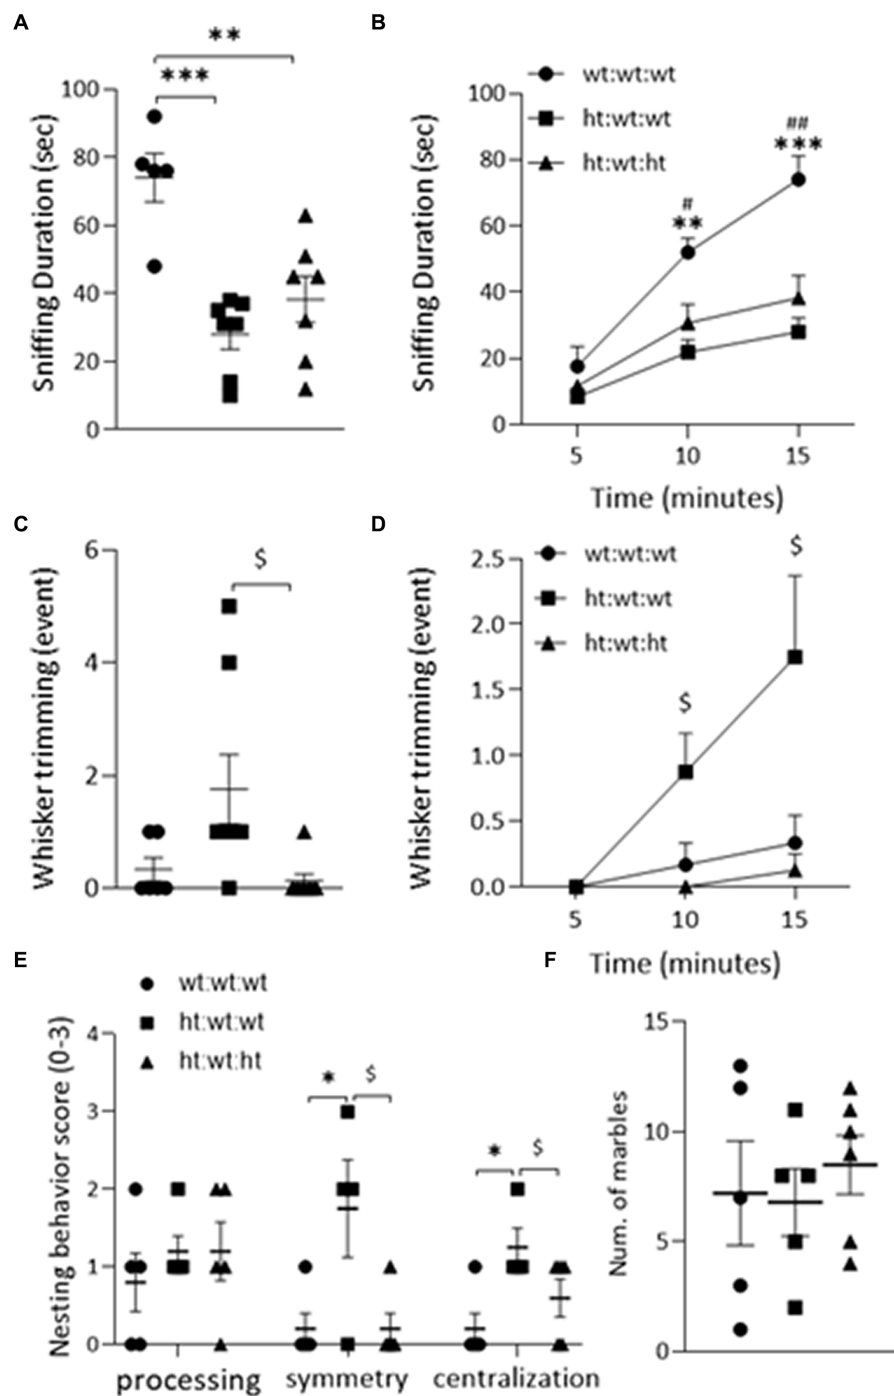 A
B
**
***
Sniffing Duration (sec)
100
80
60
40
20
0
wt:wt:wt
ht:wt:wt
ht:wt:ht
#
**
##
***
Sniffing Duration (sec)
100
80
60
40
20
0
5
10
15
Time (minutes)
C
D
$
Whisker trimming (event)
6
4
2
0
wt:wt:wt
ht:wt:wt
ht:wt:ht
$
$
Whisker trimming (event)
2.5
2.0
1.5
1.0
0.5
0.0
5
10
15
Time (minutes)
E
F
wt:wt:wt
ht:wt:wt
ht:wt:ht
Nesting behavior score (0-3)
4
3
2
1
0
*
$
*
$
processing
symmetry
centralization
Num. of marbles
15
10
5
0